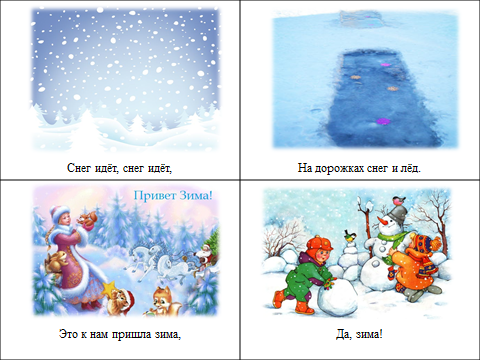 Снег идёт, снег идёт,
На дорожках снег и лёд.
Привет Зима!
Это к нам пришла зима,
Да, зима!